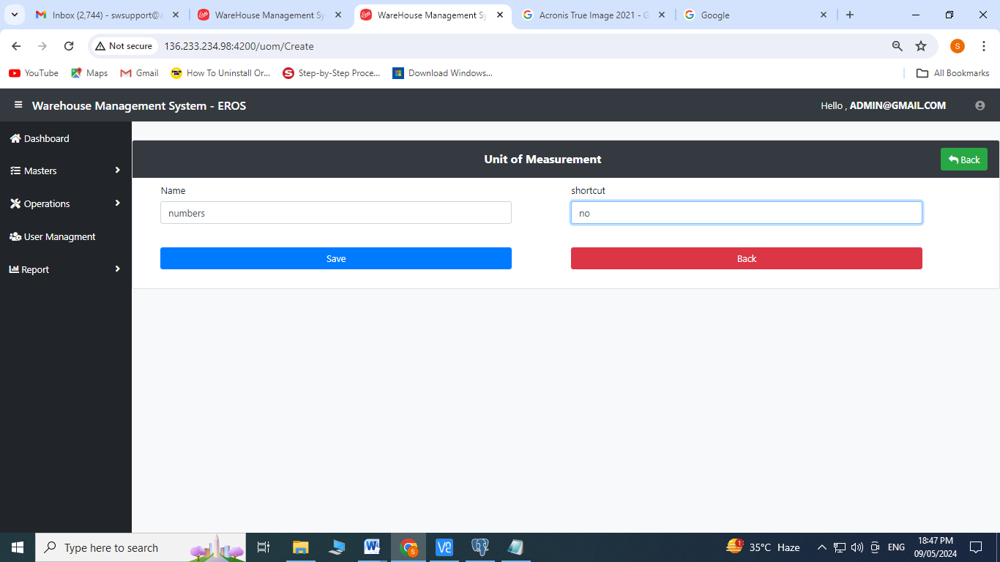 Inbox (2,744) - swsupport@a
WareHouse Management Sy
WareHouse Management Sy
Acronis True Image 2021 - G
Google
Not secure
136.233.234.98:4200/uom/Create
S
YouTube
Maps
Gmail
How To Uninstall Or...
Step-by-Step Proce...
Download Windows...
All Bookmarks
Warehouse Management System - EROS
Hello , ADMIN@GMAIL.COM
Dashboard
Masters
Operations
User Managment
Report
Unit of Measurement
Back
Name
shortcut
numbers
no
Save
Back
Type here to search
35°C Haze
ENG
18:47 PM
09/05/2024